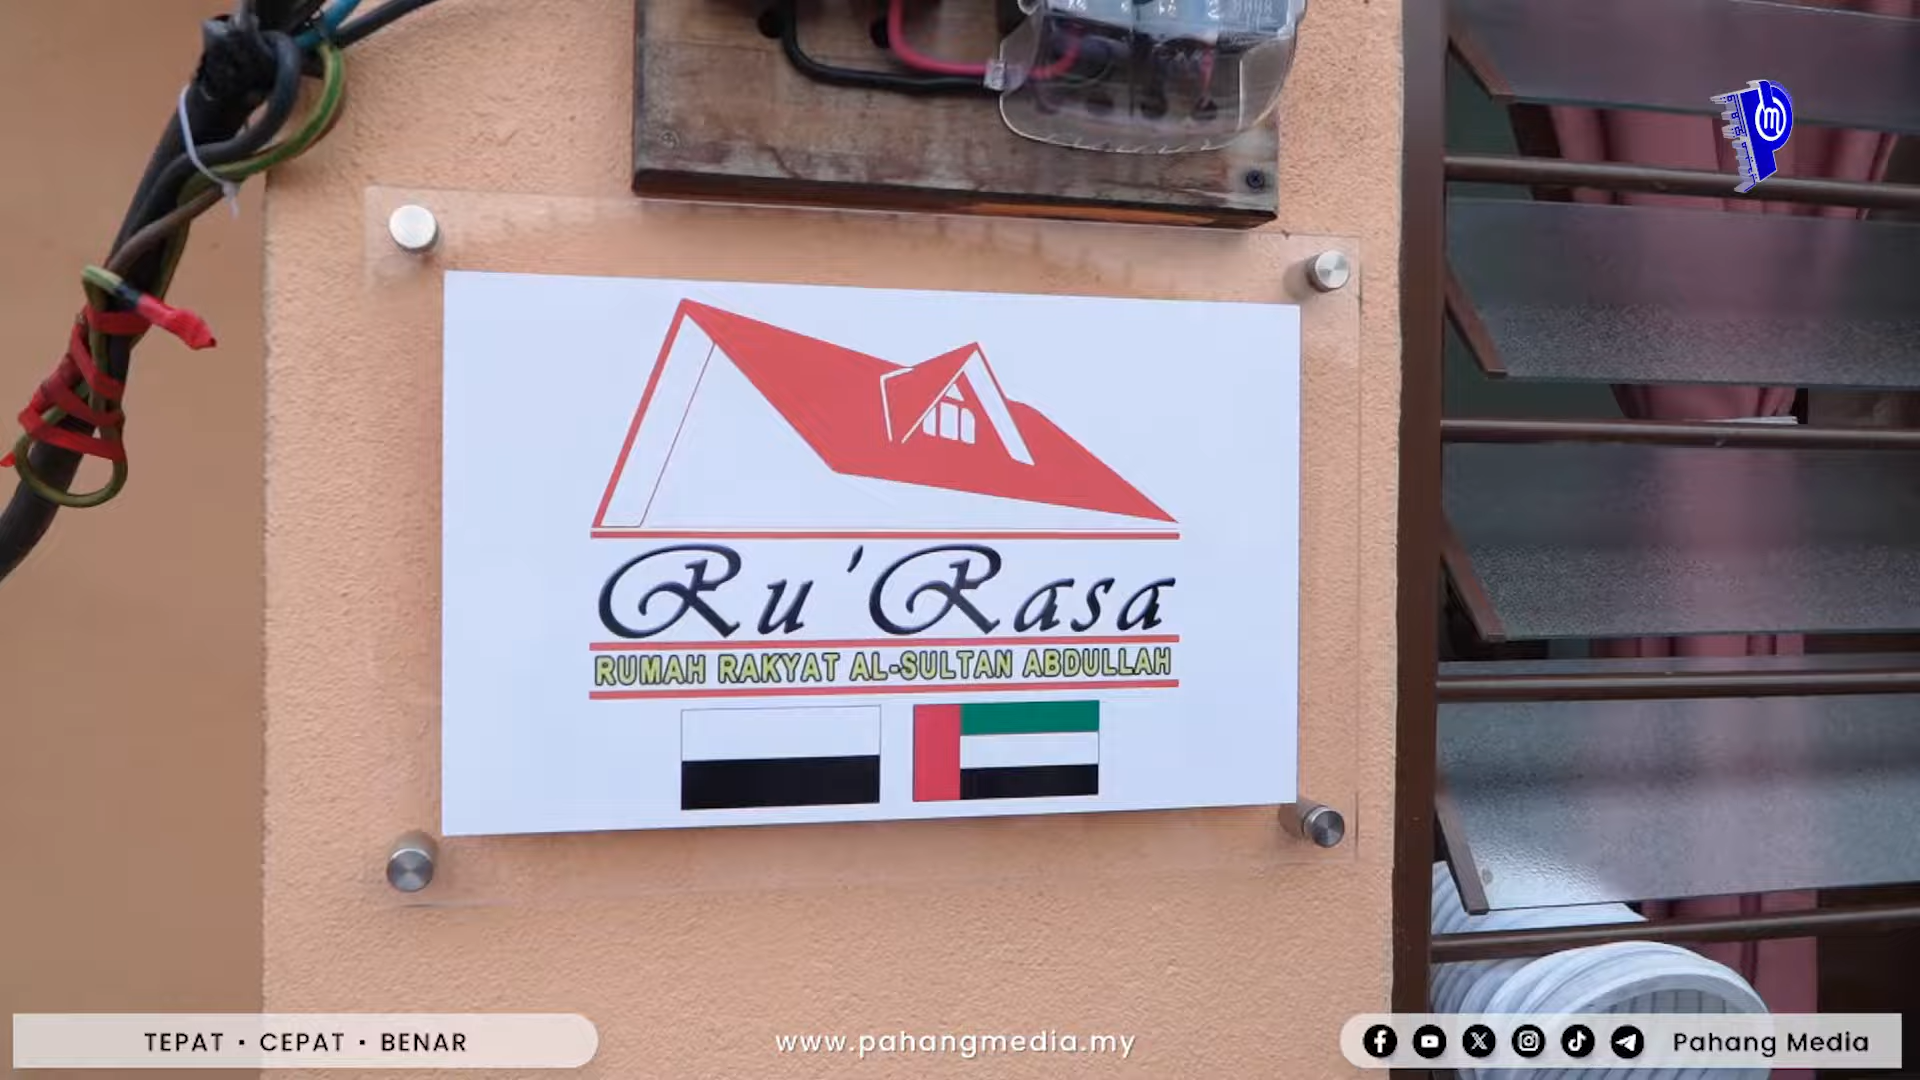 Ru'Rasa
RUMAH RAKYAT AL-SULTAN ABDULLAH
TEPAT • CEPAT • BENAR
www.pahangmedia.my
Pahang Media